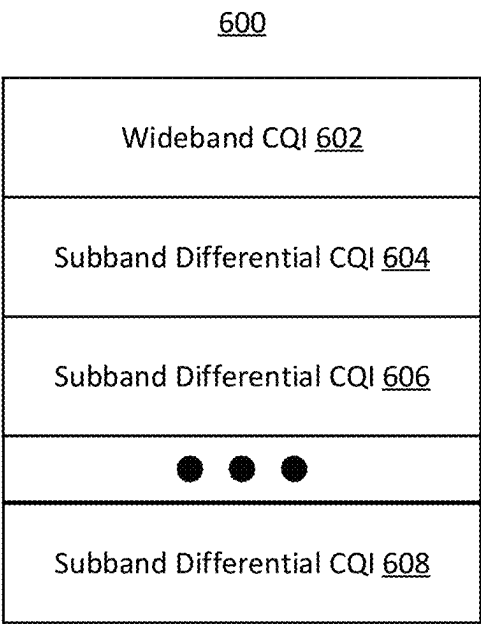 600
Wideband CQI 602
Subband Differential CQI 604
Subband Differential CQI 606
Subband Differential CQI 608